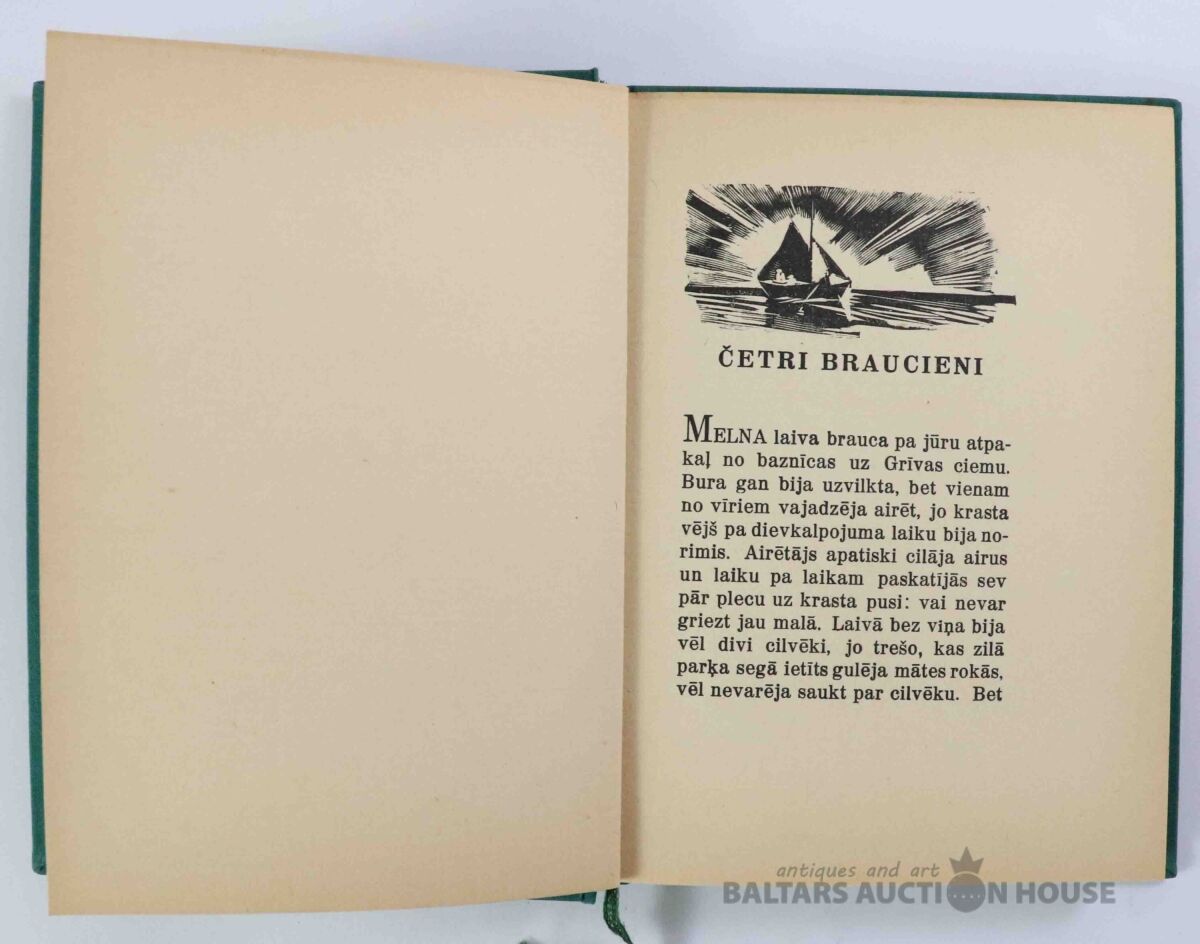 ČETRI BRAUCIENI
MELNA laiva brauca pa jūru atpa-
kaļ no baznīcas uz Grīvas ciemu.
Bura gan bija uzvilkta, bet vienam
no vīriem vajadzēja airēt, jo krasta
vējš pa dievkalpojuma laiku bija no-
rimis. Airētājs apatiski cilāja airus
un laiku pa laikam paskatījās sev
pār plecu uz krasta pusi: vai nevar
griezt jau malā. Laivā bez viņa bija
vēl divi cilvēki, jo trešo, kas zilā
parķa segā ietīts gulēja mātes rokās,
vēl nevarēja saukt par cilvēku. Bet
antiques and art
BALTARS AUCTION HOUSE